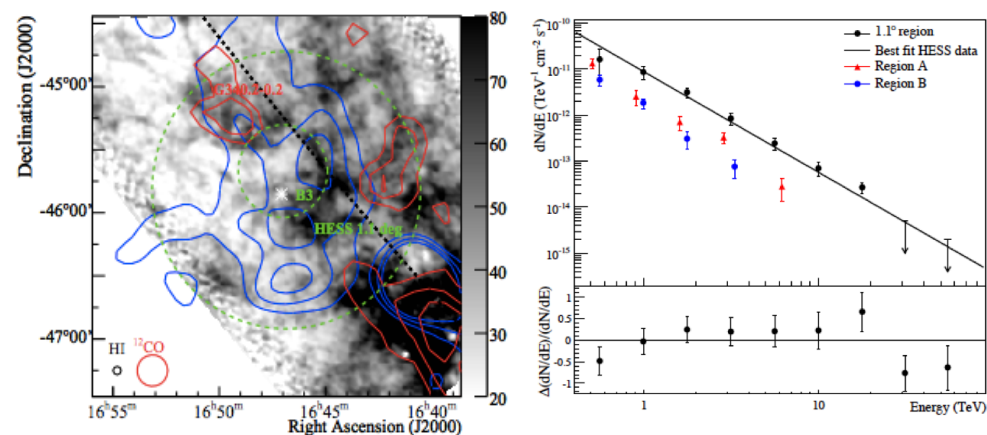 Declination (J2000)
-45°00'
-46°00'
-47°00'
16ʰ55ᵐ
16ʰ50ᵐ
16ʰ45ᵐ
16ʰ40ᵐ
Right Ascension (J2000)
G340.2-0.2
B3
HESS 1.1 deg
HI
¹²CO
80
70
60
50
40
30
20
dN/dE (TeV⁻¹ cm⁻² s⁻¹)
10⁻¹⁰
10⁻¹¹
10⁻¹²
10⁻¹³
10⁻¹⁴
10⁻¹⁵
1.1° region
Best fit HESS data
Region A
Region B
Δ(dN/dE)/(dN/dE)
1
0.5
0
-0.5
-1
1
10
Energy (TeV)